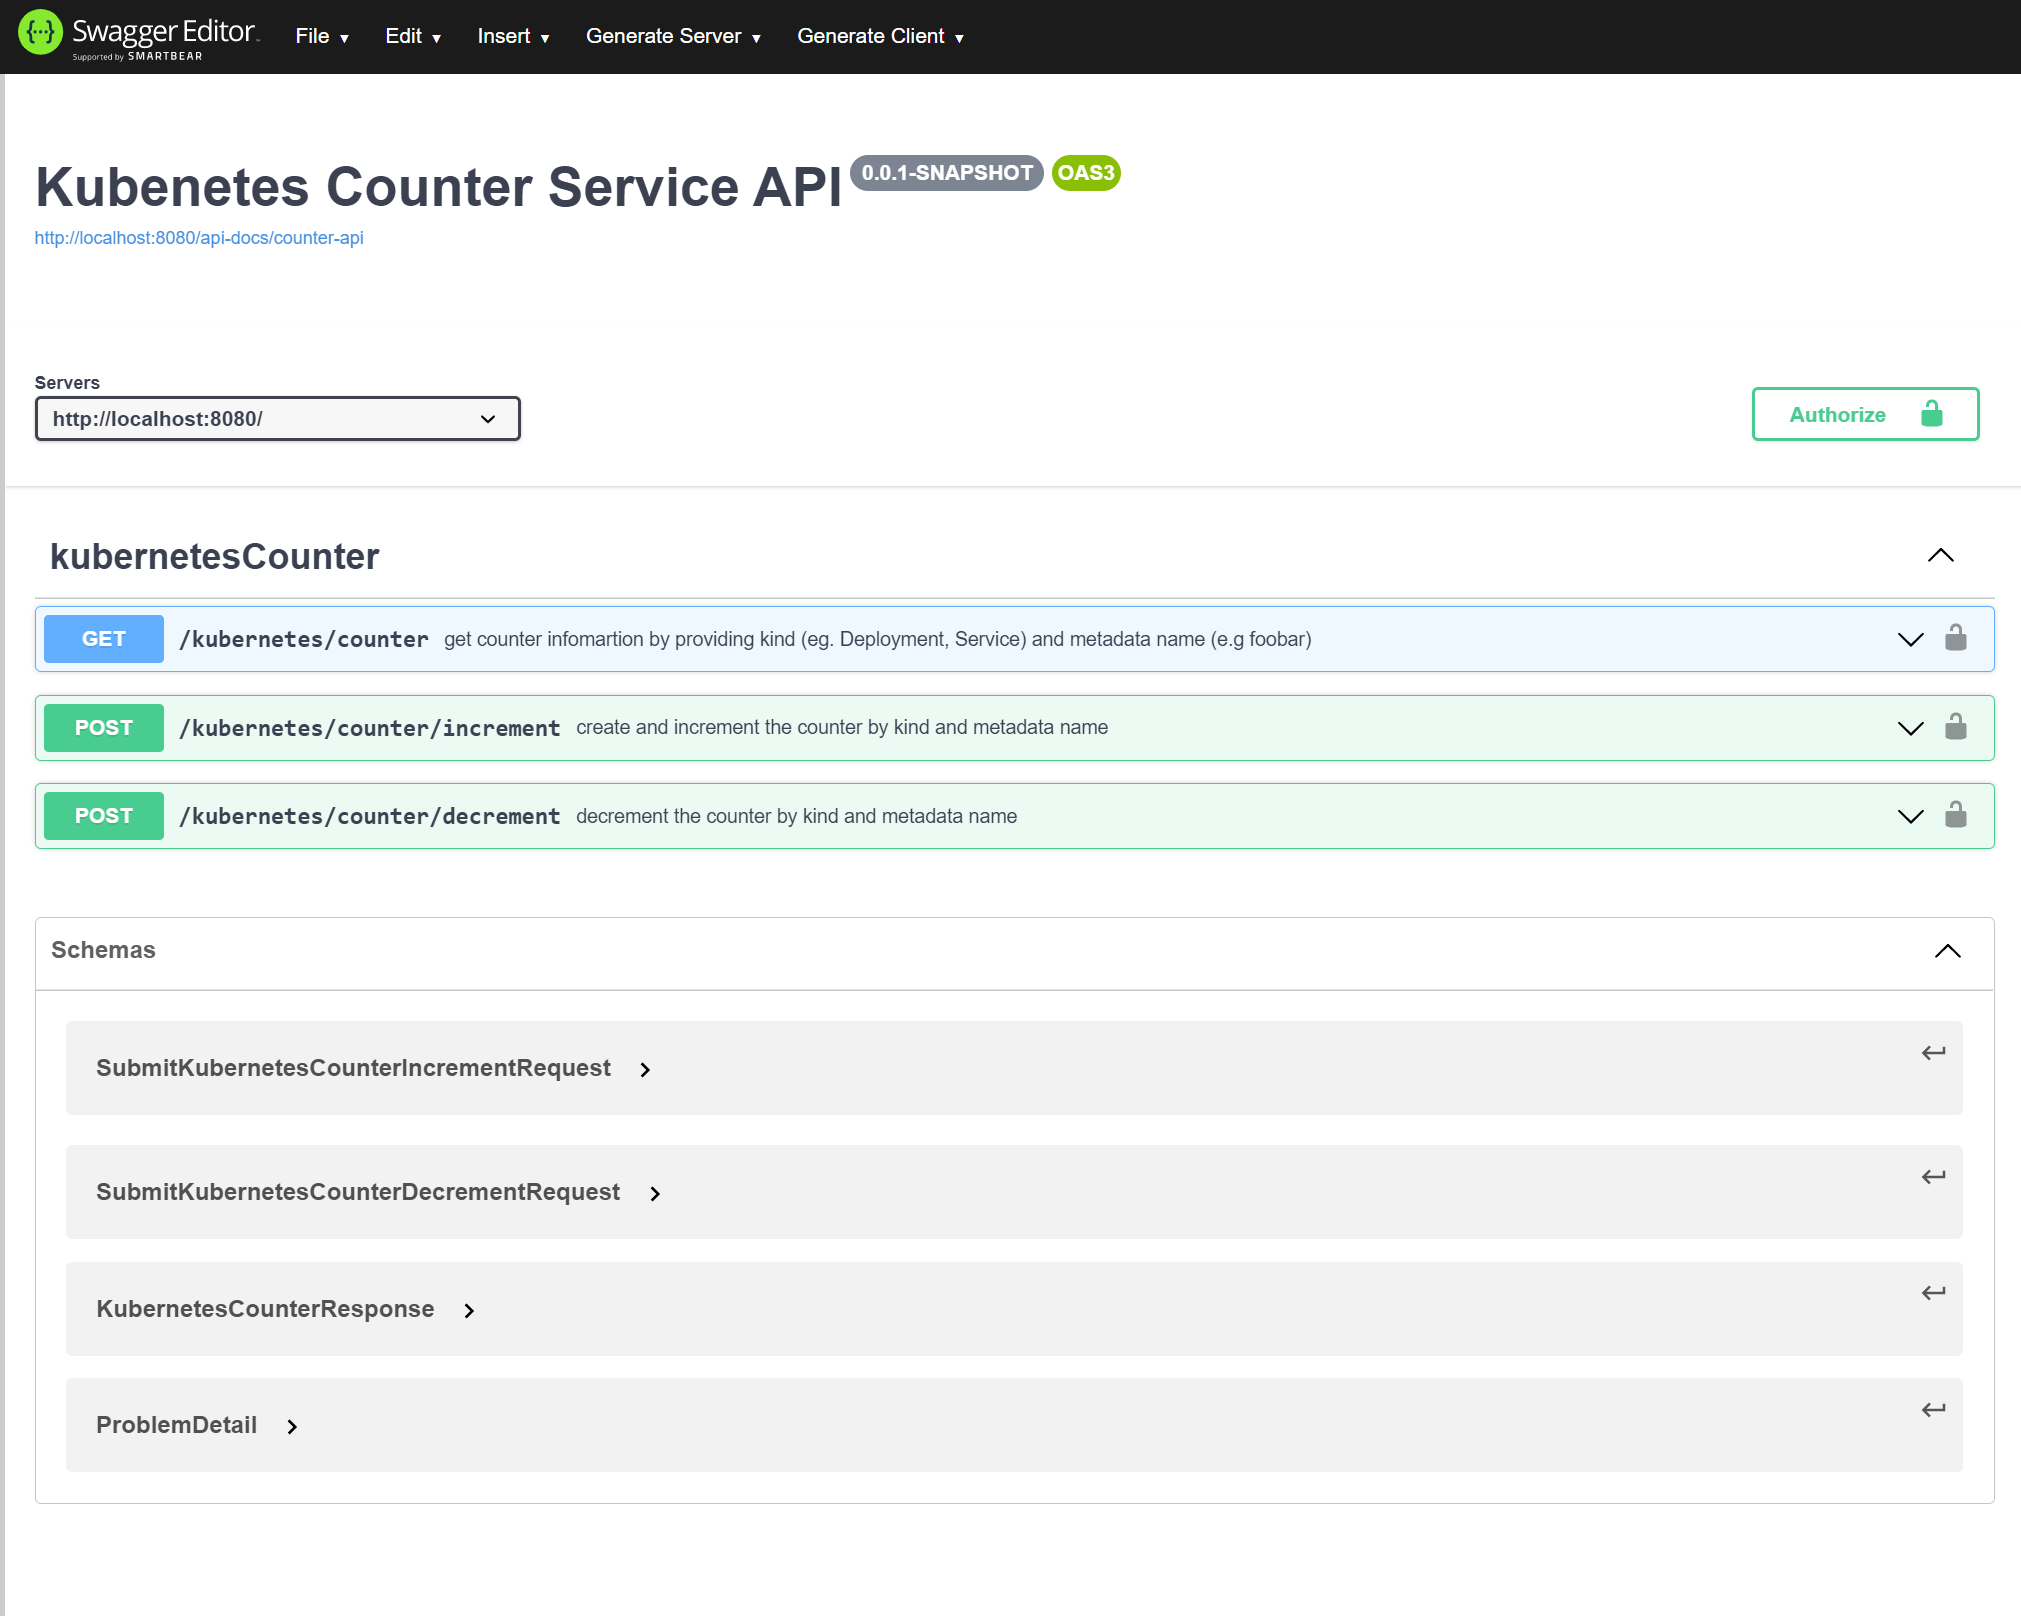 Swagger Editor
Supported by SMARTBEAR
File ▾ Edit ▾ Insert ▾ Generate Server ▾ Generate Client ▾
Kubenetes Counter Service API 0.0.1-SNAPSHOT OAS3
http://localhost:8080/api-docs/counter-api
Servers
http://localhost:8080/
Authorize
kubernetesCounter
GET /kubernetes/counter get counter infomartion by providing kind (eg. Deployment, Service) and metadata name (e.g foobar)
POST /kubernetes/counter/increment create and increment the counter by kind and metadata name
POST /kubernetes/counter/decrement decrement the counter by kind and metadata name
Schemas
SubmitKubernetesCounterIncrementRequest
SubmitKubernetesCounterDecrementRequest
KubernetesCounterResponse
ProblemDetail